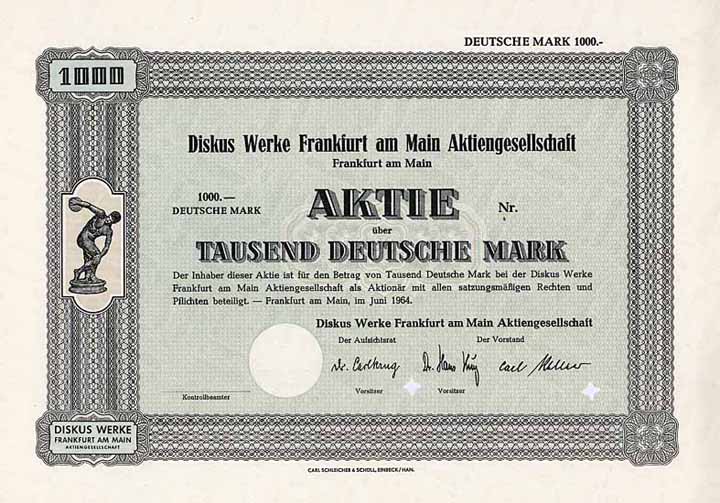 DEUTSCHE MARK 1000.-
1000
Diskus Werke Frankfurt am Main Aktiengesellschaft
Frankfurt am Main
1000.—
DEUTSCHE MARK
AKTIE
Nr.
über
TAUSEND DEUTSCHE MARK
Der Inhaber dieser Aktie ist für den Betrag von Tausend Deutsche Mark bei der Diskus Werke
Frankfurt am Main Aktiengesellschaft als Aktionär mit allen satzungsmäßigen Rechten und
Pflichten beteiligt. — Frankfurt am Main, im Juni 1964.
Diskus Werke Frankfurt am Main Aktiengesellschaft
Der Aufsichtsrat
Der Vorstand
Kontrollbeamter
Vorsitzer
Vorsitzer
DISKUS WERKE
FRANKFURT AM MAIN
AKTIENGESELLSCHAFT
CARL SCHLEICHER & SCHÜLL, EINBECK/HAN.